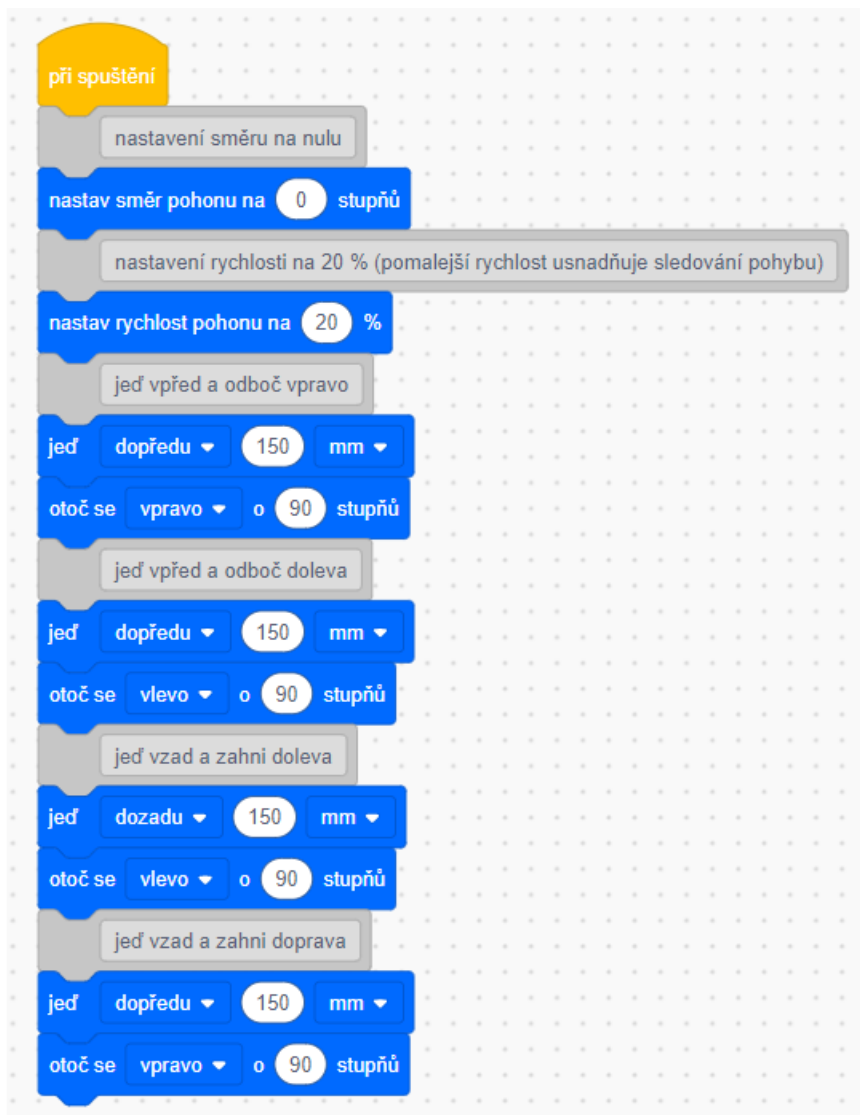 při spuštění
nastavení směru na nulu
nastav směr pohonu na 0 stupňů
nastavení rychlosti na 20 % (pomalejší rychlost usnadňuje sledování pohybu)
nastav rychlost pohonu na 20 %
jeď vpřed a odboč vpravo
jeď dopředu 150 mm
otoč se vpravo o 90 stupňů
jeď vpřed a odboč doleva
jeď dopředu 150 mm
otoč se vlevo o 90 stupňů
jeď vzad a zahni doleva
jeď dozadu 150 mm
otoč se vlevo o 90 stupňů
jeď vzad a zahni doprava
jeď dopředu 150 mm
otoč se vpravo o 90 stupňů